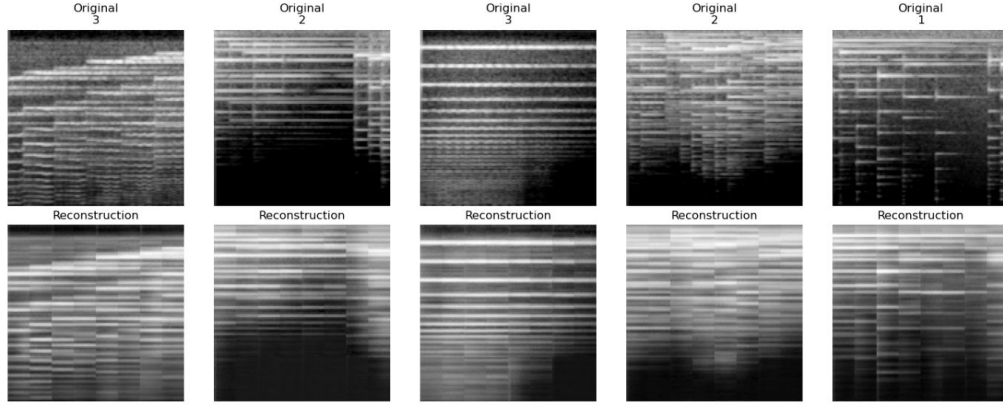 Original
3
Original
2
Original
3
Original
2
Original
1
Reconstruction
Reconstruction
Reconstruction
Reconstruction
Reconstruction